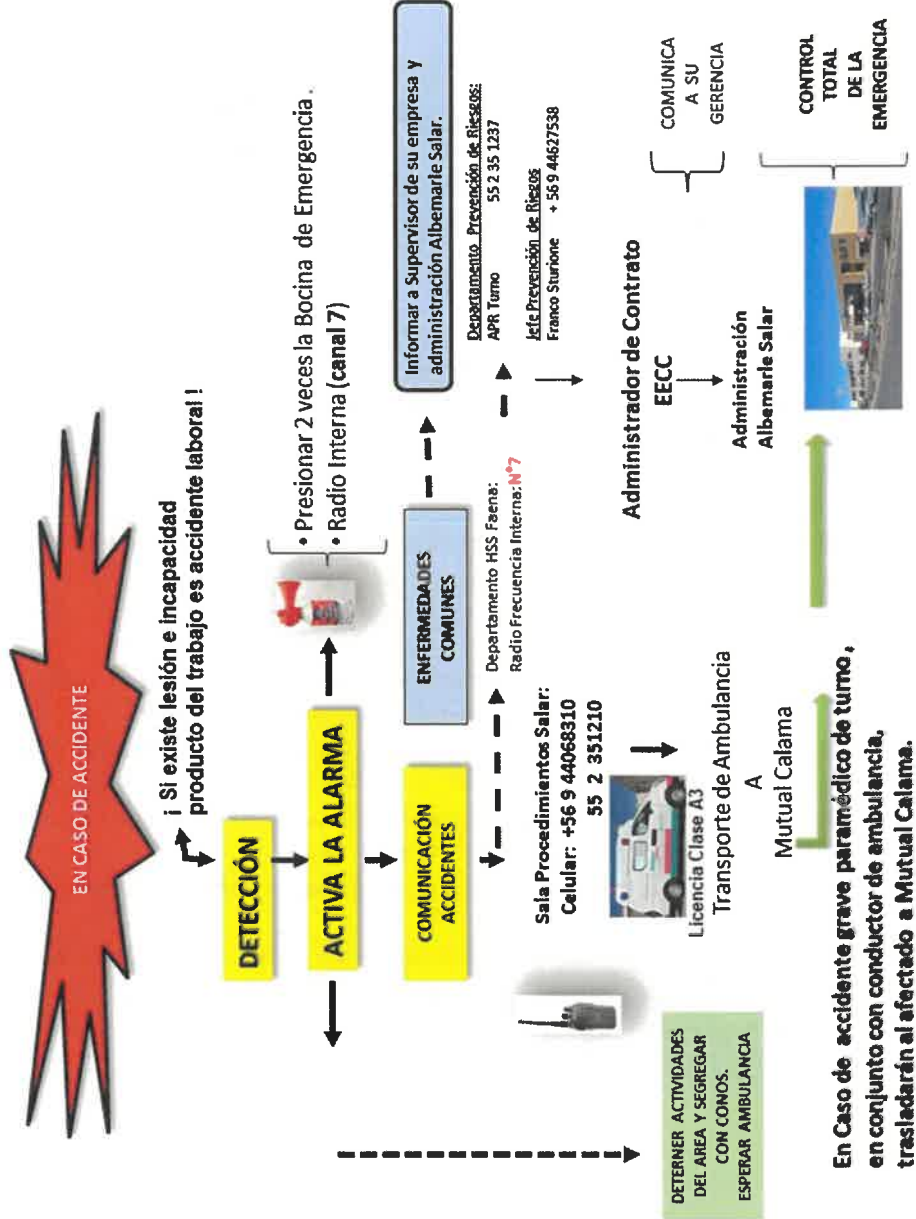 EN CASO DE ACCIDENTE
¡ Si existe lesión e incapacidad
producto del trabajo es accidente laboral !
DETECCIÓN
ACTIVA LA ALARMA
• Presionar 2 veces la Bocina de Emergencia .
• Radio Interna (canal 7)
COMUNICACIÓN
ACCIDENTES
ENFERMEDADES
COMUNES
Informar a Supervisor de su empresa y
administración Albemarle Salar.
Departamento HSS Faena:
Radio Frecuencia Interna: N°7
Departamento Prevención de Riesgos:
APR Turno 55 2 35 1237
Jefe Prevención de Riegos
Franco Sturione + 56 9 44627538
Sala Procedimientos Salar:
Celular: +56 9 44068310
55 2 351210
Licencia Clase A3
Transporte de Ambulancia
A
Mutual Calama
Administrador de Contrato
EECC
Administración
Albemarle Salar
COMUNICA
A SU
GERENCIA
CONTROL
TOTAL
DE LA
EMERGENCIA
DETERNER ACTIVIDADES
DEL AREA Y SEGREGAR
CON CONOS.
ESPERAR AMBULANCIA
En Caso de accidente grave paramédico de turno,
en conjunto con conductor de ambulancia,
trasladarán al afectado a Mutual Calama.